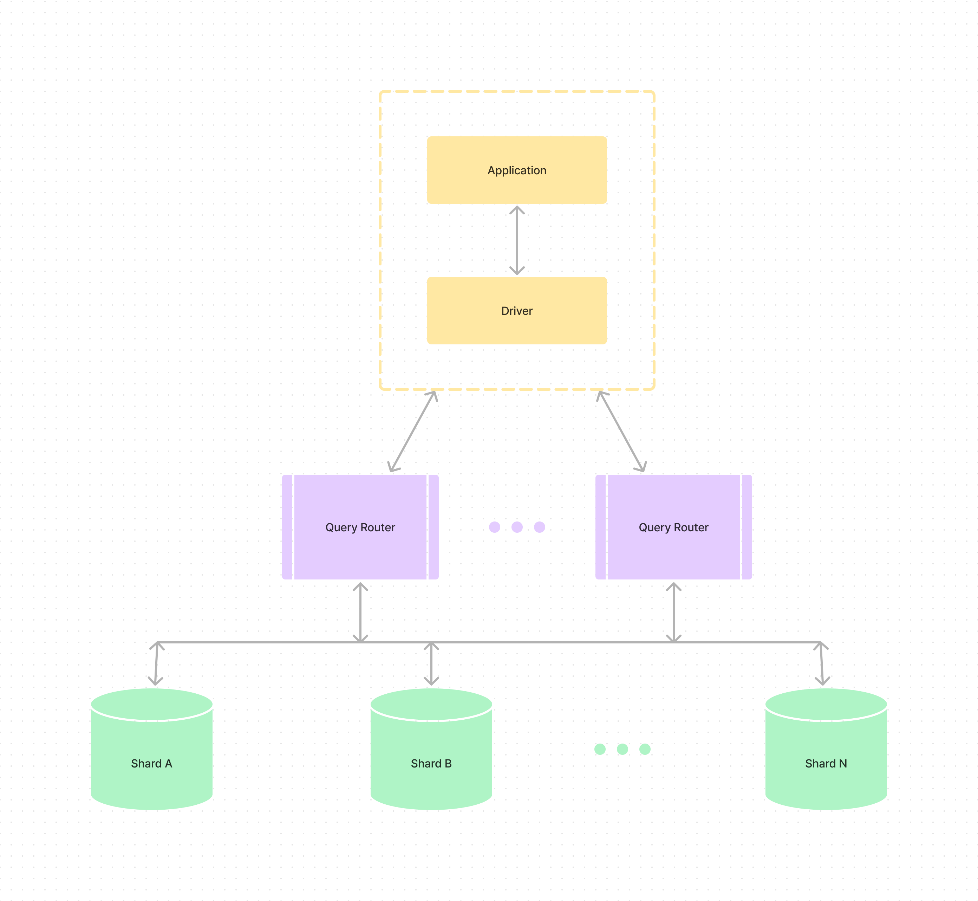 Application
Driver
Query Router
Query Router
Shard A
Shard B
Shard N